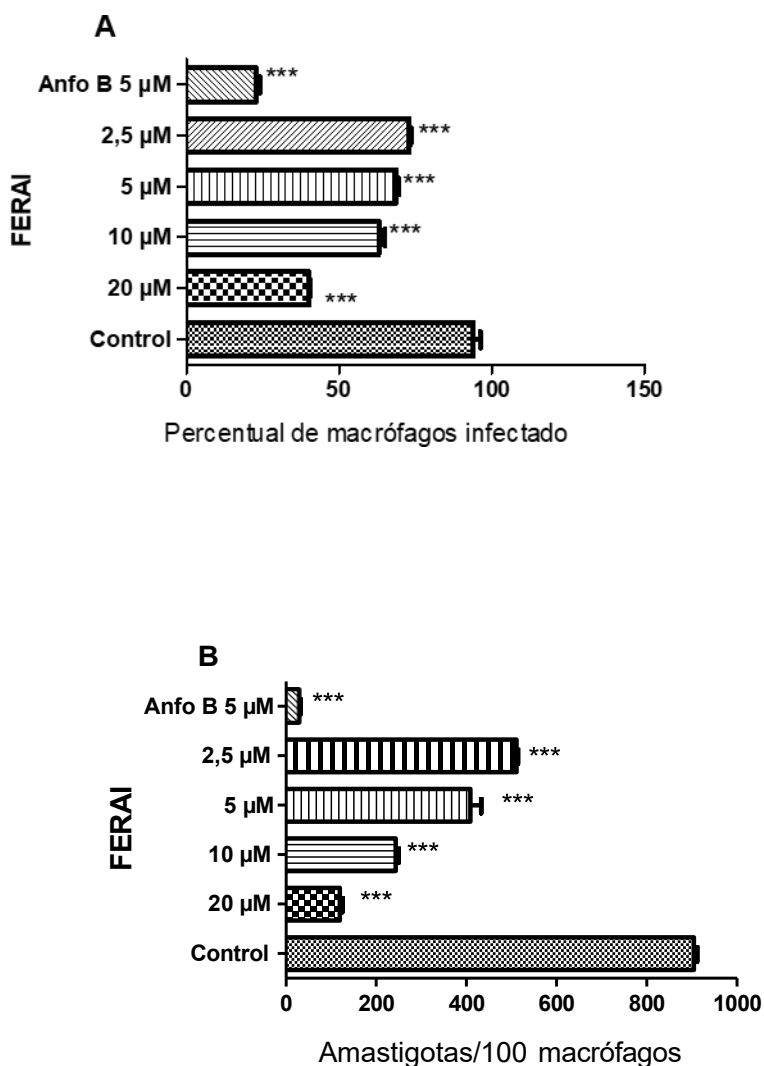 A
Anfo B 5 µM
***
2,5 µM
***
5 µM
***
10 µM
***
20 µM
***
Control
FERAI
0 50 100 150
Percentual de macrófagos infectado
B
Anfo B 5 µM
***
2,5 µM
***
5 µM
***
10 µM
***
20 µM
***
Control
FERAI
0 200 400 600 800 1000
Amastigotas/100 macrófagos